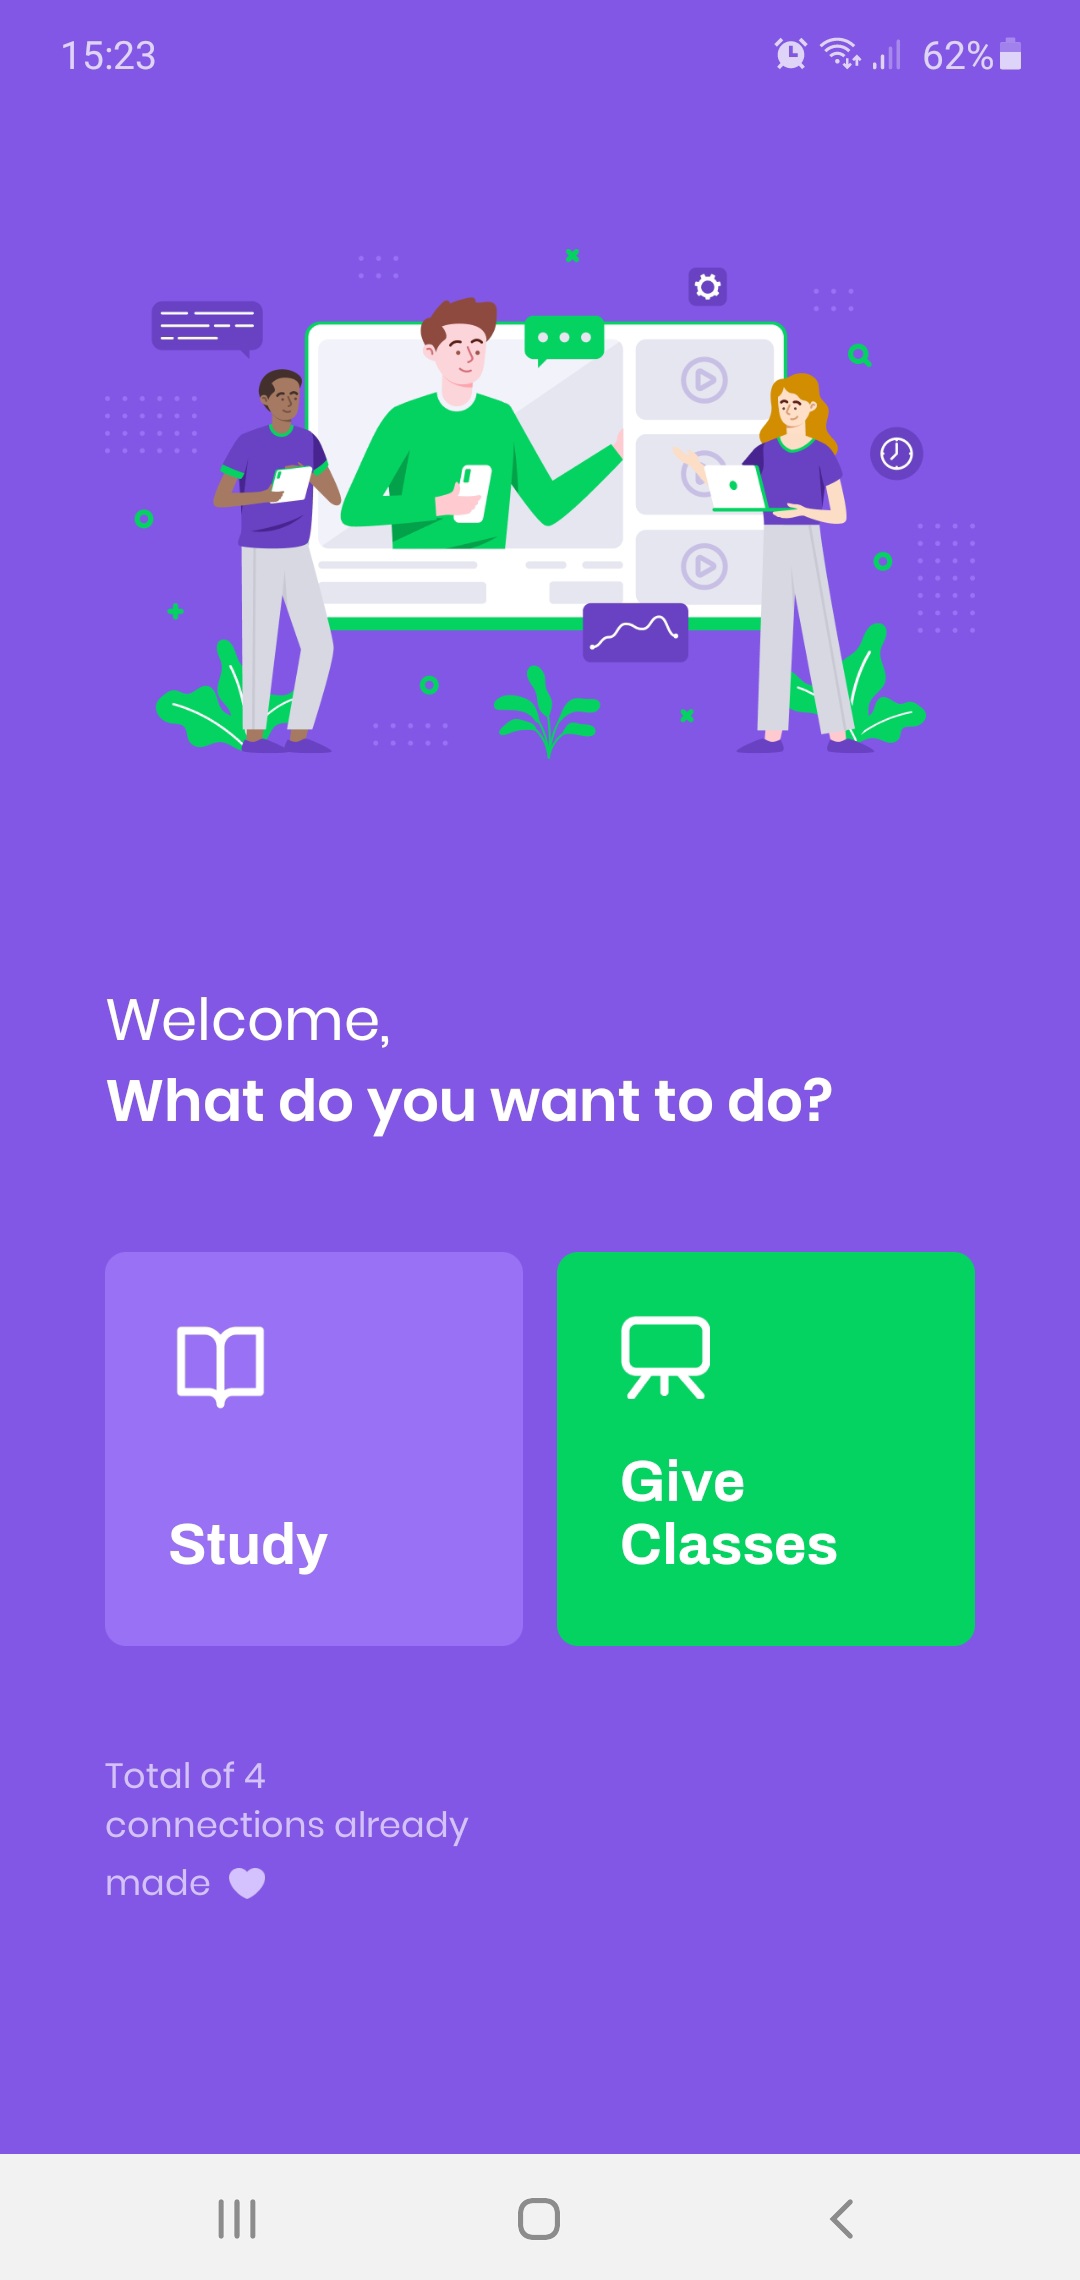 15:23
62%
Welcome,
What do you want to do?
Study
Give
Classes
Total of 4
connections already
made